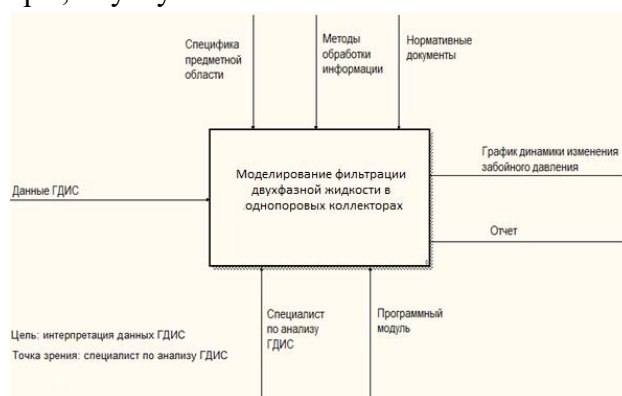 Специфика
предметной
области
Методы
обработки
информации
Нормативные
документы
Моделирование фильтрации
двухфазной жидкости в
однопоровых коллекторах
График динамики изменения
забойного давления
Данные ГДИС
Отчет
Специалист
по анализу
ГДИС
Программный
модуль
Цель: интерпретация данных ГДИС
Точка зрения: специалист по анализу ГДИС